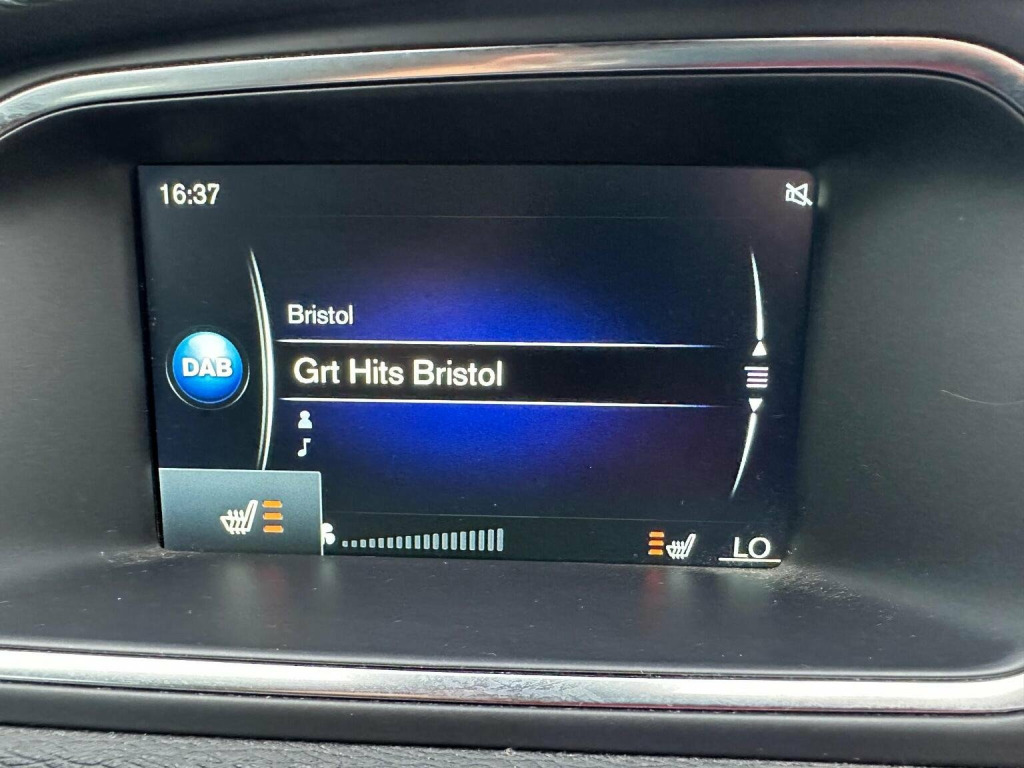 16:37
Bristol
DAB
Grt Hits Bristol
LO